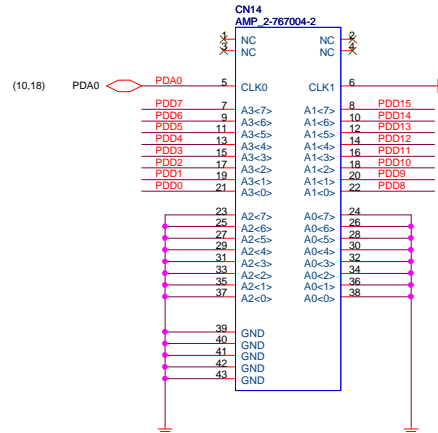 CN14
AMP_2-767004-2
1 NC NC 2
3 NC NC 4
(10,18) PDA0 PDA0 5 CLK0 CLK1 6
PDD7 7 A3<7> A1<7> 8 PDD15
PDD6 9 A3<6> A1<6> 10 PDD14
PDD5 11 A3<5> A1<5> 12 PDD13
PDD4 13 A3<4> A1<4> 14 PDD12
PDD3 15 A3<3> A1<3> 16 PDD11
PDD2 17 A3<2> A1<2> 18 PDD10
PDD1 19 A3<1> A1<1> 20 PDD9
PDD0 21 A3<0> A1<0> 22 PDD8
23 A2<7> A0<7> 24
25 A2<6> A0<6> 26
27 A2<5> A0<5> 28
29 A2<4> A0<4> 30
31 A2<3> A0<3> 32
33 A2<2> A0<2> 34
35 A2<1> A0<1> 36
37 A2<0> A0<0> 38
39 GND
40 GND
41 GND
42 GND
43 GND